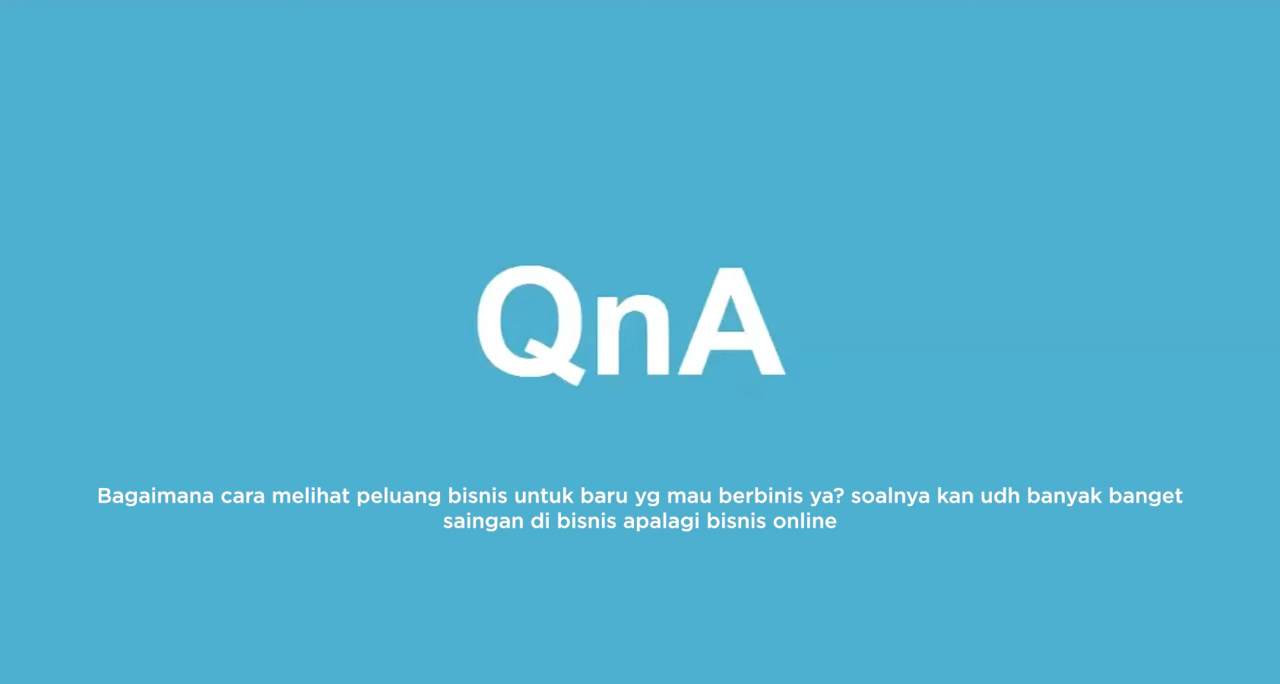 QnA
Bagaimana cara melihat peluang bisnis untuk baru yg mau berbinis ya? soalnya kan udh banyak banget
saingan di bisnis apalagi bisnis online